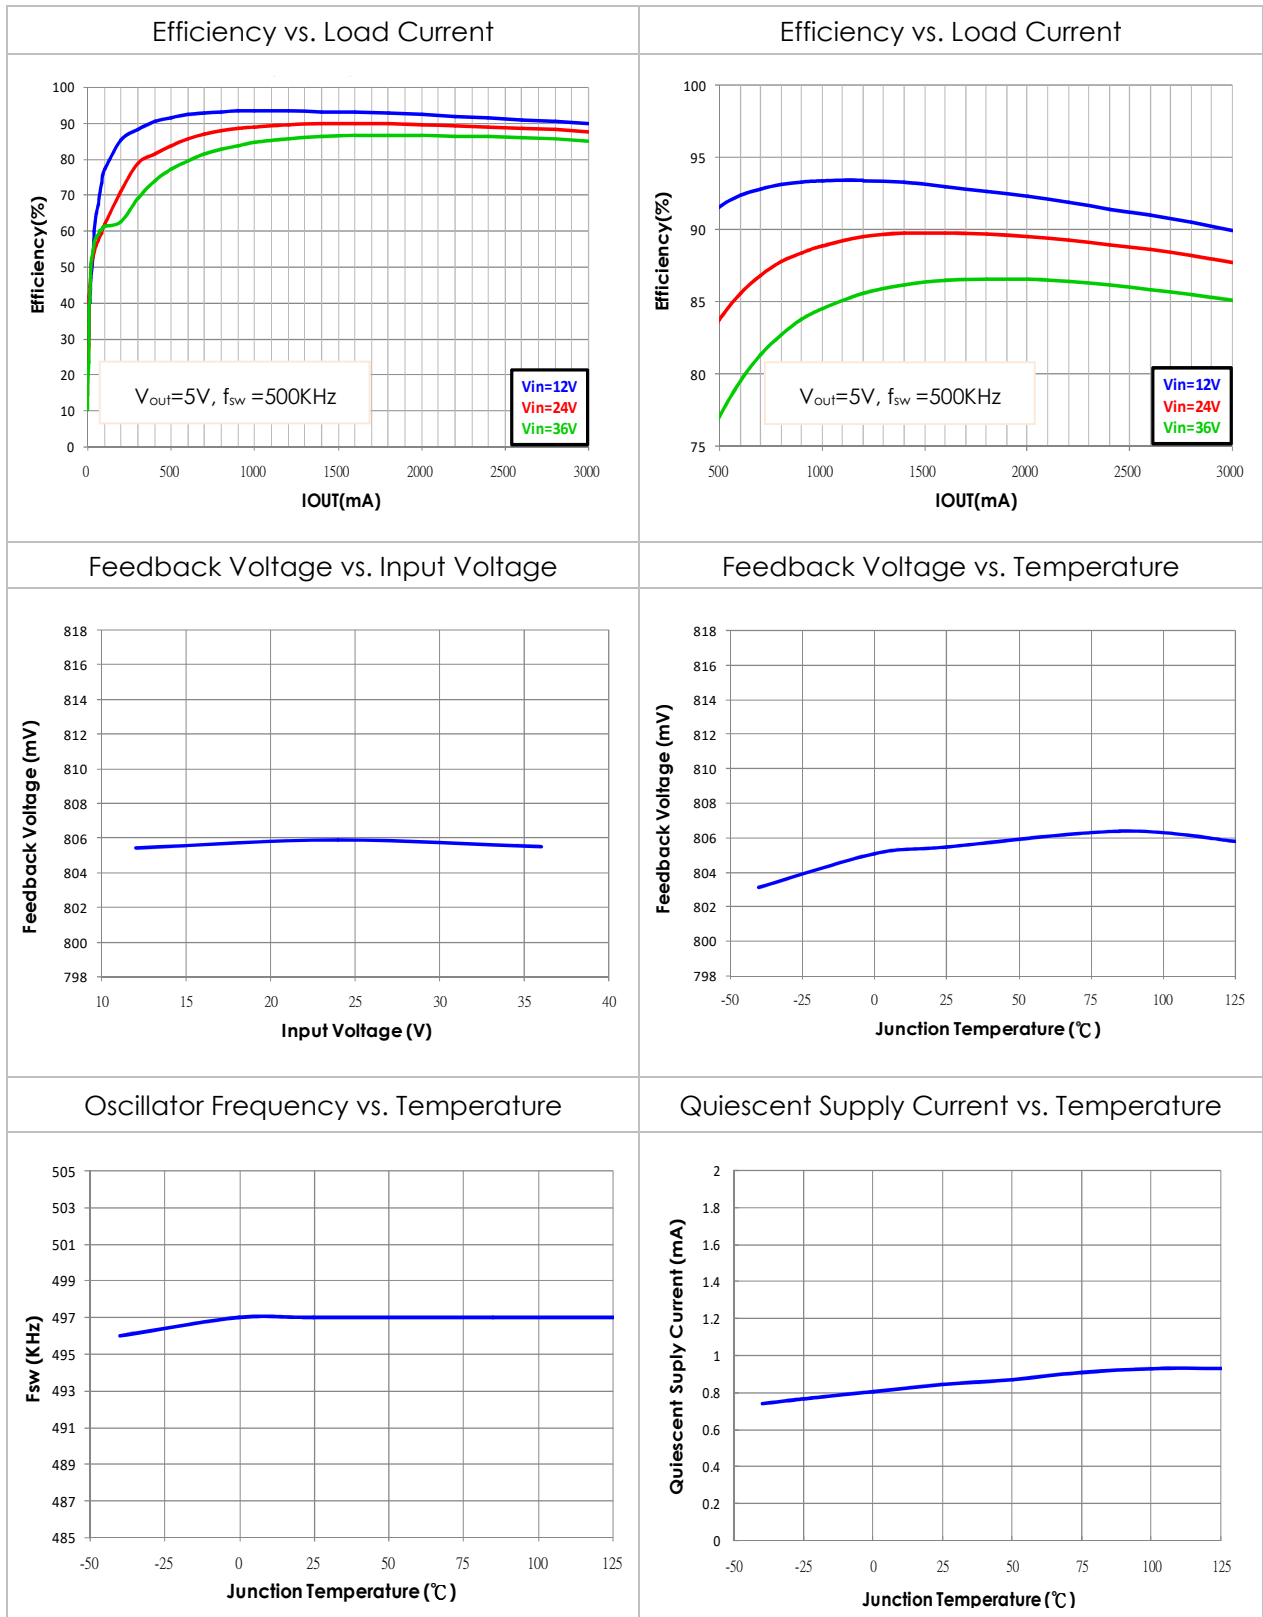 Efficiency vs. Load Current
100
90
80
70
60
50
40
30
20
10
0
Efficiency(%)
Vout=5V, fsw =500KHz
Vin=12V
Vin=24V
Vin=36V
0 500 1000 1500 2000 2500 3000
IOUT(mA)
Efficiency vs. Load Current
100
95
90
85
80
75
Efficiency(%)
Vout=5V, fsw =500KHz
Vin=12V
Vin=24V
Vin=36V
500 1000 1500 2000 2500 3000
IOUT(mA)
Feedback Voltage vs. Input Voltage
818
816
814
812
810
808
806
804
802
800
798
Feedback Voltage (mV)
10 15 20 25 30 35 40
Input Voltage (V)
Feedback Voltage vs. Temperature
818
816
814
812
810
808
806
804
802
800
798
Feedback Voltage (mV)
-50 -25 0 25 50 75 100 125
Junction Temperature (℃)
Oscillator Frequency vs. Temperature
505
503
501
499
497
495
493
491
489
487
485
Fsw (KHz)
-50 -25 0 25 50 75 100 125
Junction Temperature (℃)
Quiescent Supply Current vs. Temperature
2
1.8
1.6
1.4
1.2
1
0.8
0.6
0.4
0.2
0
Quiescent Suply Current (mA)
-50 -25 0 25 50 75 100 125
Junction Temperature (℃)